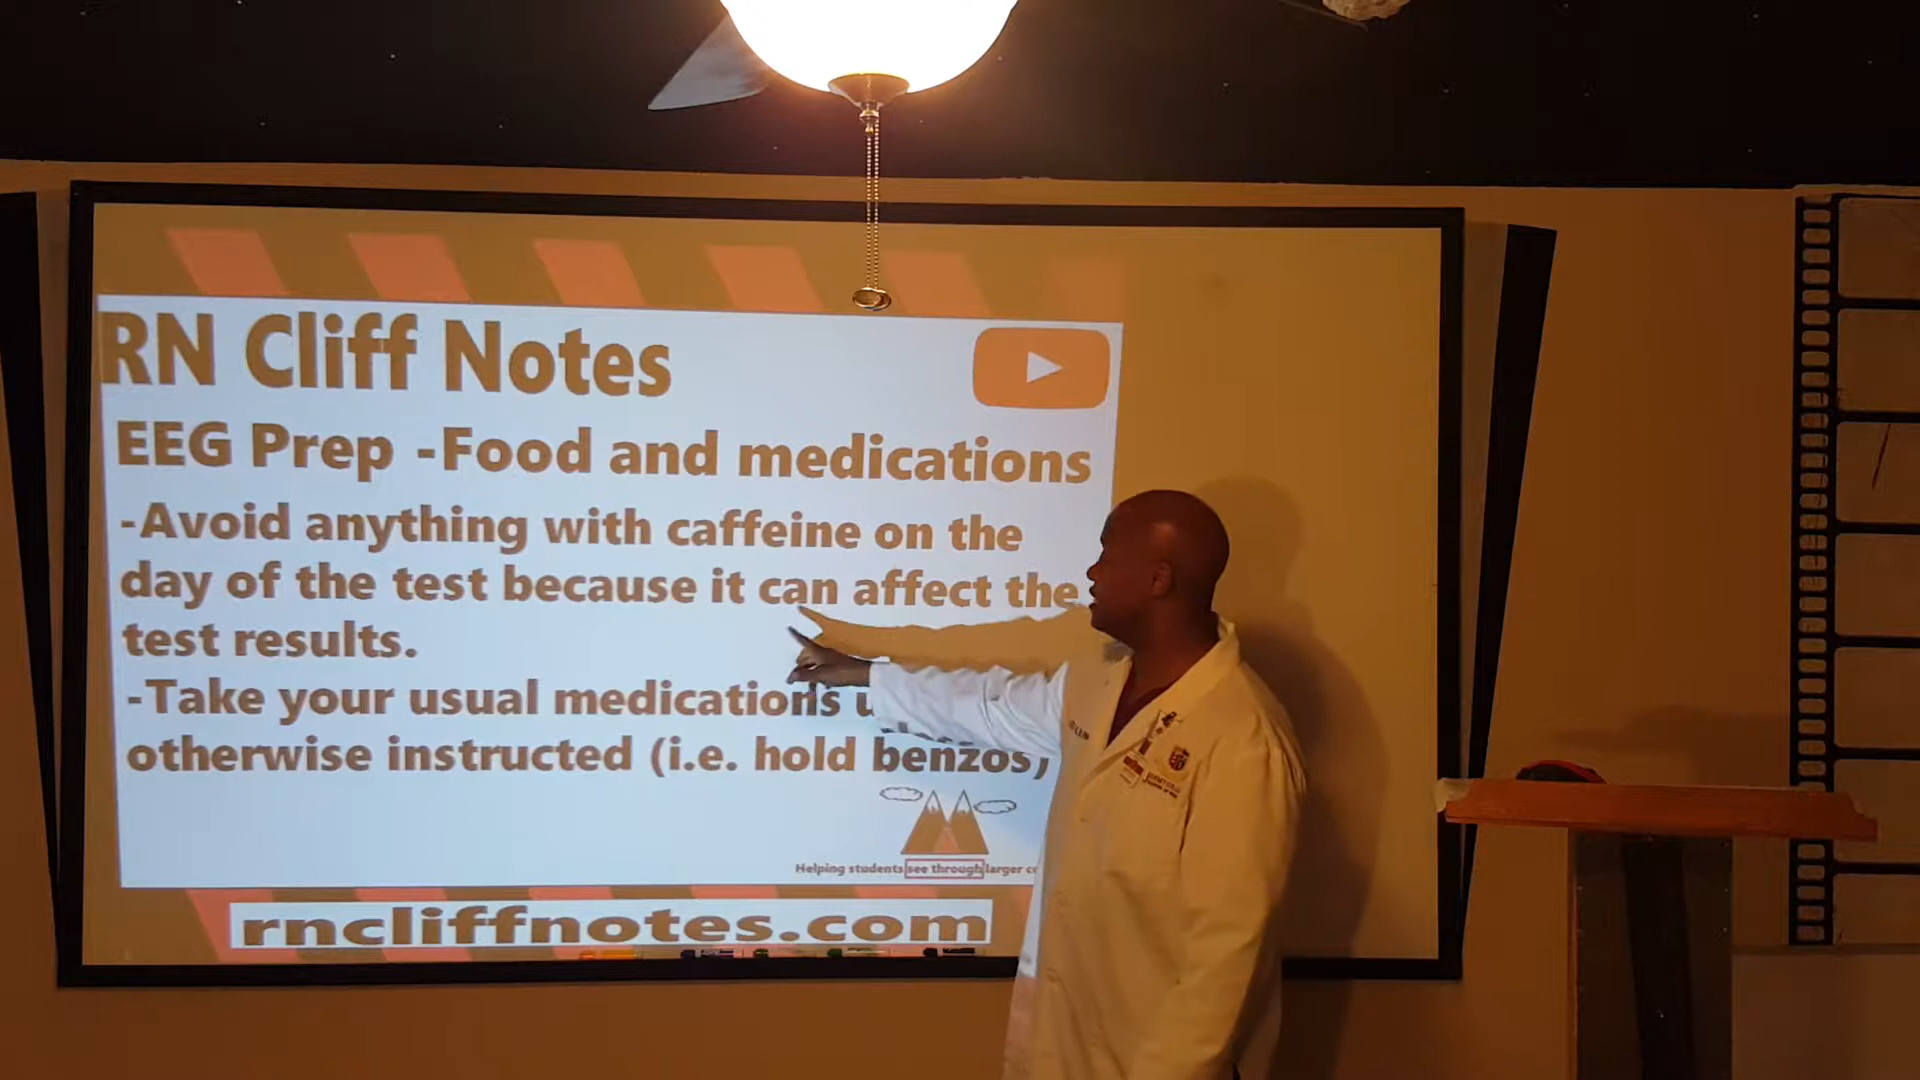 RN Cliff Notes
EEG Prep -Food and medications
-Avoid anything with caffeine on the
day of the test because it can affect the
test results.
-Take your usual medications
otherwise instructed (i.e. hold benzos)
Helping students see through larger
rncliffnotes.com